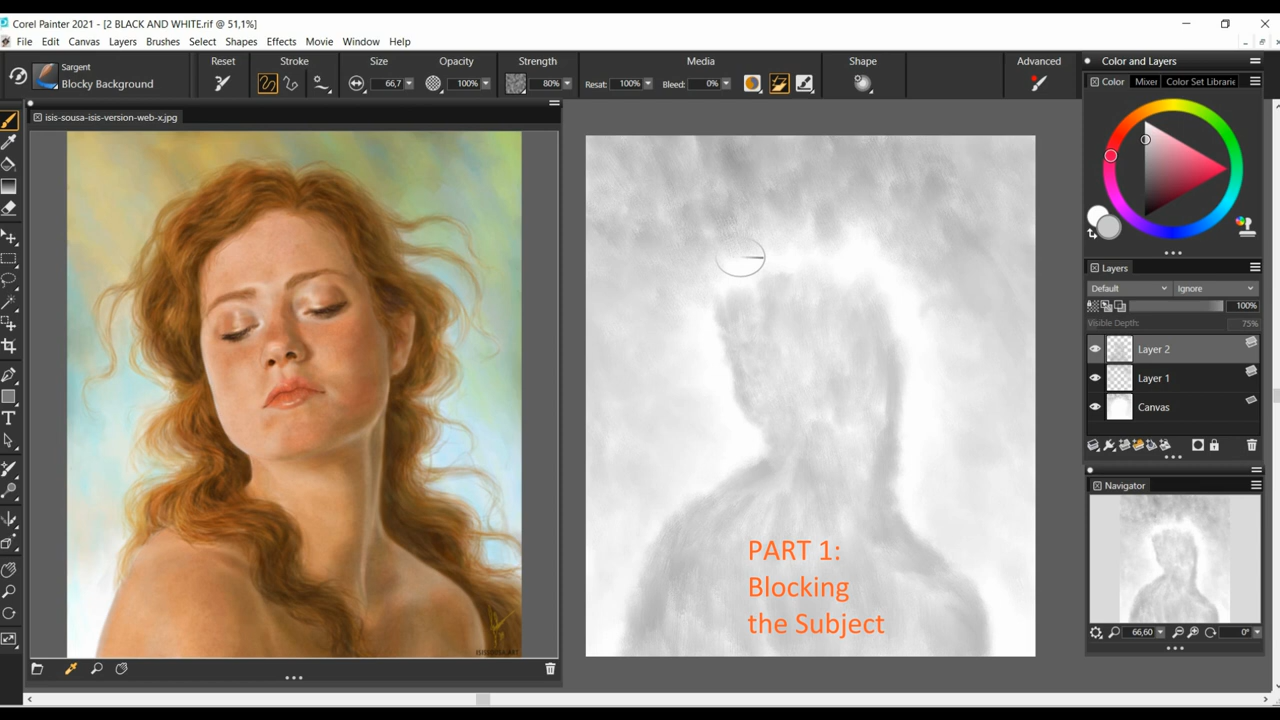 Corel Painter 2021 - [2 BLACK AND WHITE.rif @ 51,1%]
File Edit Canvas Layers Brushes Select Shapes Effects Movie Window Help
Sargent
Blocky Background
Reset Stroke Size Opacity Strength Media Shape Advanced
66,7 100% 80% Resat: 100% Bleed: 0%
isis-sousa-isis-version-web-x.jpg
Color and Layers
Color Mixer Color Set Librarie
Layers
Default Ignore
100%
Visible Depth: 75%
Layer 2
Layer 1
Canvas
Navigator
66,60 0°
PART 1:
Blocking
the Subject